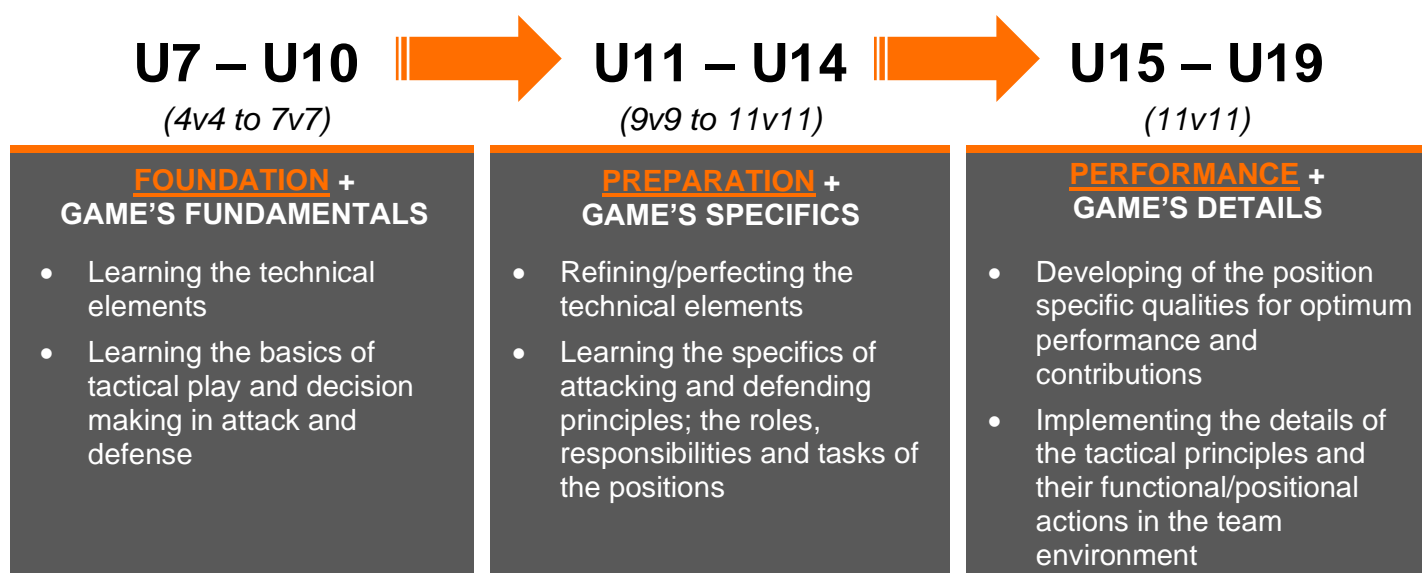 U7 – U10
(4v4 to 7v7)
FOUNDATION +
GAME’S FUNDAMENTALS
• Learning the technical
elements
• Learning the basics of
tactical play and decision
making in attack and
defense
U11 – U14
(9v9 to 11v11)
PREPARATION +
GAME’S SPECIFICS
• Refining/perfecting the
technical elements
• Learning the specifics of
attacking and defending
principles; the roles,
responsibilities and tasks of
the positions
U15 – U19
(11v11)
PERFORMANCE +
GAME’S DETAILS
• Developing of the position
specific qualities for optimum
performance and
contributions
• Implementing the details of
the tactical principles and
their functional/positional
actions in the team
environment